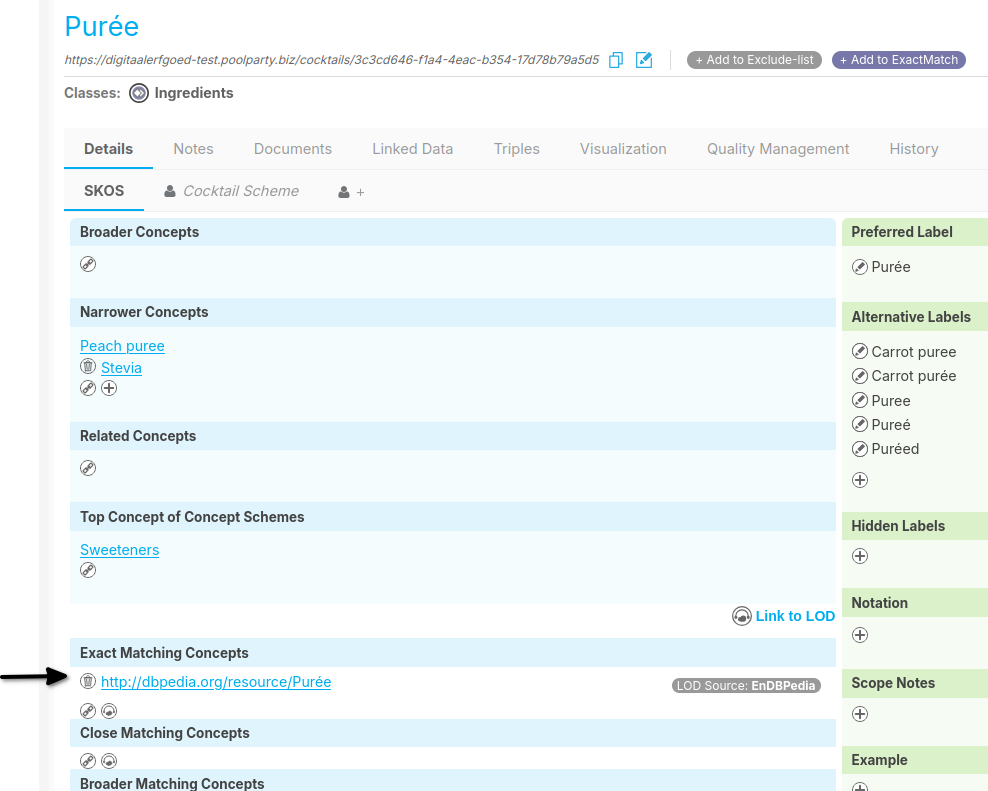 Purée
https://digitaalerfgoed-test.poolparty.biz/cocktails/3c3cd646-f1a4-4eac-b354-17d78b79a5d5
+ Add to Exclude-list
+ Add to ExactMatch
Classes: Ingredients
Details Notes Documents Linked Data Triples Visualization Quality Management History
SKOS Cocktail Scheme +
Broader Concepts
Narrower Concepts
Peach puree
Stevia
Related Concepts
Top Concept of Concept Schemes
Sweeteners
Link to LOD
Exact Matching Concepts
http://dbpedia.org/resource/Purée
LOD Source: EnDBPedia
Close Matching Concepts
Broader Matching Concepts
Preferred Label
Purée
Alternative Labels
Carrot puree
Carrot purée
Puree
Pureé
Puréed
Hidden Labels
Notation
Scope Notes
Example